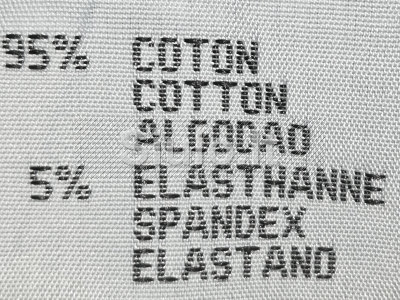 95% COTON
COTTON
ALGODAO
5% ELASTHANNE
SPANDEX
ELASTANO